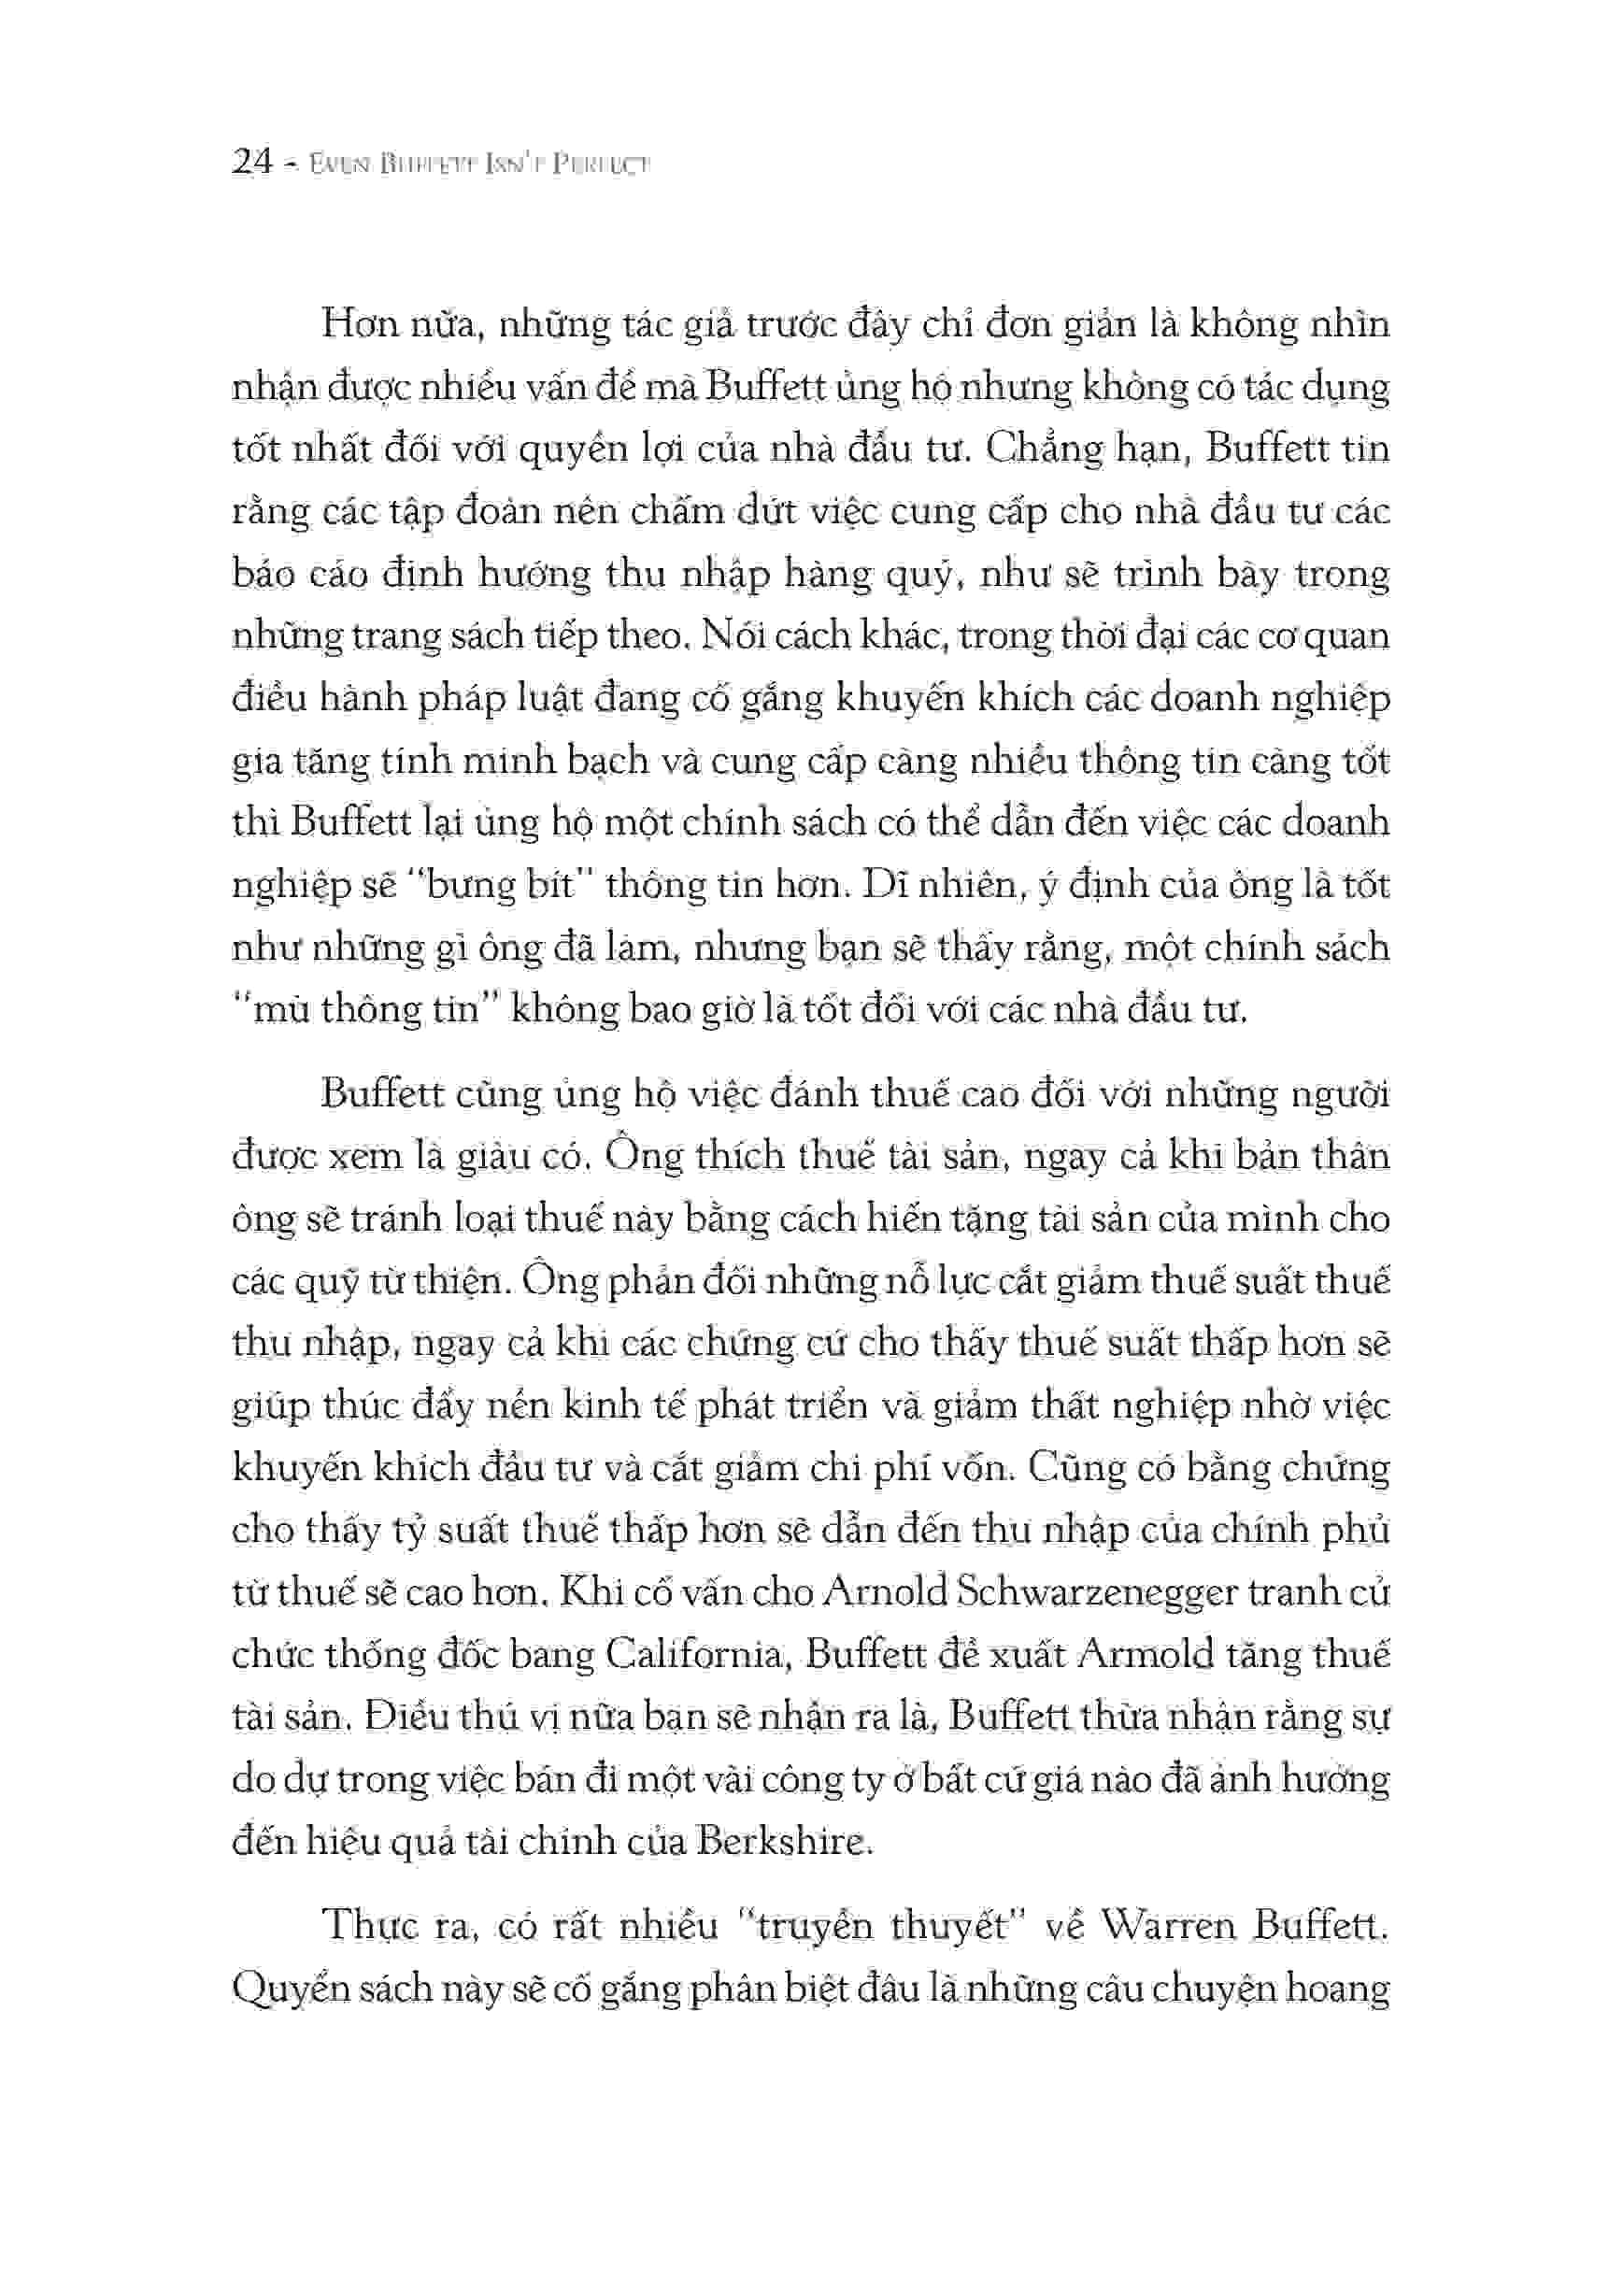 24 - Even Buffett Isn't Perfect
Hơn nữa, những tác giả trước đây chỉ đơn giản là không nhìn
nhận được nhiều vấn đề mà Buffett ủng hộ nhưng không có tác dụng
tốt nhất đối với quyền lợi của nhà đầu tư. Chẳng hạn, Buffett tin
rằng các tập đoàn nên chấm dứt việc cung cấp cho nhà đầu tư các
báo cáo định hướng thu nhập hàng quý, như sẽ trình bày trong
những trang sách tiếp theo. Nói cách khác, trong thời đại các cơ quan
điều hành pháp luật đang cố gắng khuyến khích các doanh nghiệp
gia tăng tính minh bạch và cung cấp càng nhiều thông tin càng tốt
thì Buffett lại ủng hộ một chính sách có thể dẫn đến việc các doanh
nghiệp sẽ “bưng bít” thông tin hơn. Dĩ nhiên, ý định của ông là tốt
như những gì ông đã làm, nhưng bạn sẽ thấy rằng, một chính sách
“mù thông tin” không bao giờ là tốt đối với các nhà đầu tư.
Buffett cũng ủng hộ việc đánh thuế cao đối với những người
được xem là giàu có. Ông thích thuế tài sản, ngay cả khi bản thân
ông sẽ tránh loại thuế này bằng cách hiến tặng tài sản của mình cho
các quỹ từ thiện. Ông phản đối những nỗ lực cắt giảm thuế suất thuế
thu nhập, ngay cả khi các chứng cứ cho thấy thuế suất thấp hơn sẽ
giúp thúc đẩy nền kinh tế phát triển và giảm thất nghiệp nhờ việc
khuyến khích đầu tư và cắt giảm chi phí vốn. Cũng có bằng chứng
cho thấy tỷ suất thuế thấp hơn sẽ dẫn đến thu nhập của chính phủ
từ thuế sẽ cao hơn. Khi cố vấn cho Arnold Schwarzenegger tranh cử
chức thống đốc bang California, Buffett đề xuất Armold tăng thuế
tài sản. Điều thú vị nữa bạn sẽ nhận ra là, Buffett thừa nhận rằng sự
do dự trong việc bán đi một vài công ty ở bất cứ giá nào đã ảnh hưởng
đến hiệu quả tài chính của Berkshire.
Thực ra, có rất nhiều “truyền thuyết” về Warren Buffett.
Quyển sách này sẽ cố gắng phân biệt đâu là những câu chuyện hoang